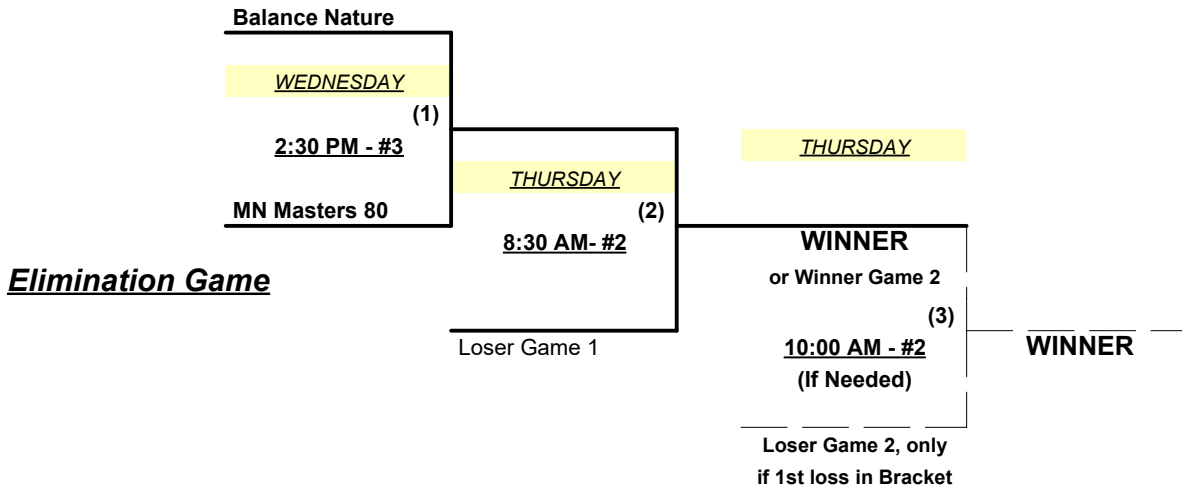 Balance Nature
WEDNESDAY
(1)
2:30 PM - #3
THURSDAY
THURSDAY
MN Masters 80
(2)
8:30 AM- #2
WINNER
Elimination Game
or Winner Game 2
(3)
Loser Game 1
10:00 AM - #2
WINNER
(If Needed)
Loser Game 2, only
if 1st loss in Bracket